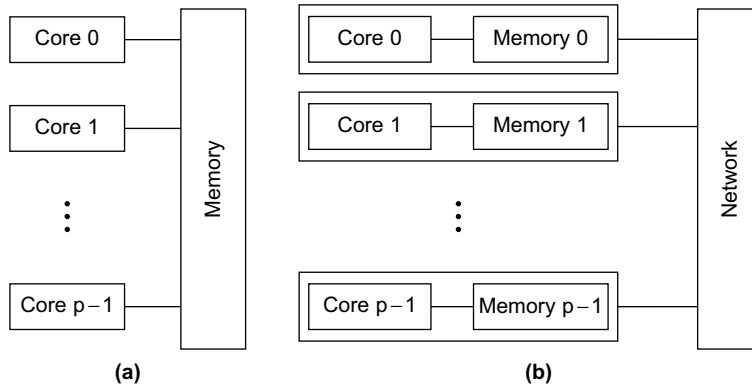 Core 0
Core 1
Core p−1
Memory
(a)
Core 0
Memory 0
Core 1
Memory 1
Core p−1
Memory p−1
Network
(b)